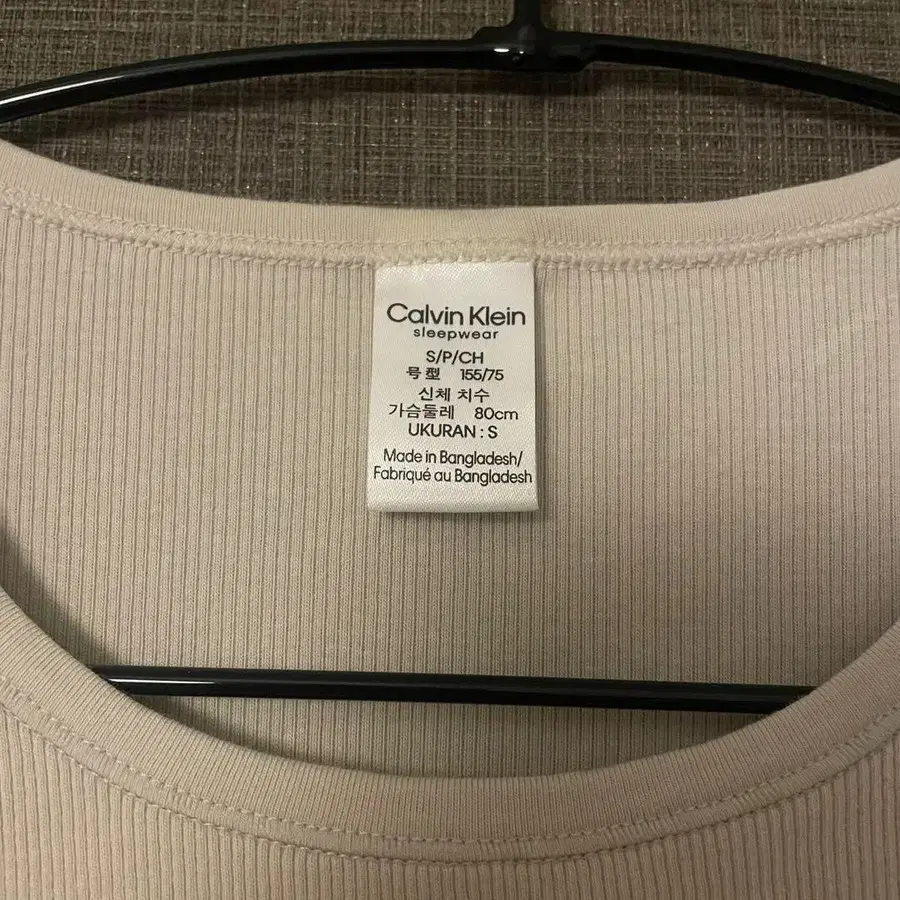 Calvin Klein
sleepwear
S/P/CH
号型 155/75
신체 치수
가슴둘레 80cm
UKURAN : S
Made in Bangladesh/
Fabriqué au Bangladesh